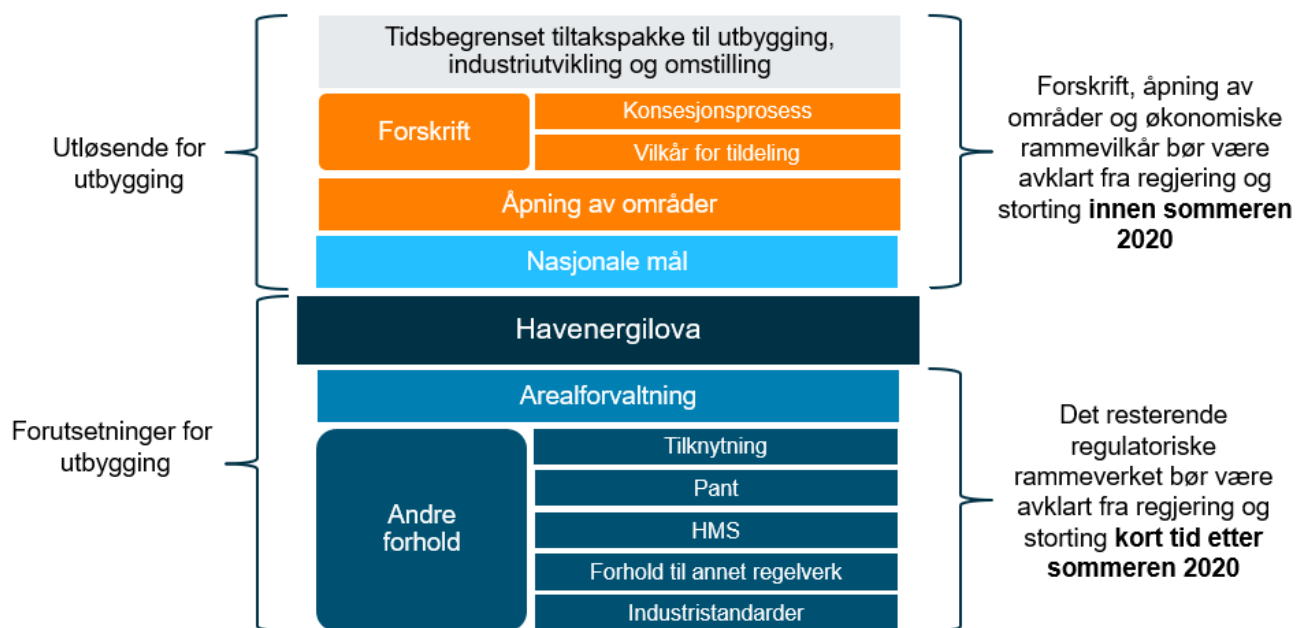 Tidsbegrenset tiltakspakke til utbygging,
industriutvikling og omstilling
Forskrift
Konsesjonsprosess
Vilkår for tildeling
Åpning av områder
Nasjonale mål
Utløsende for
utbygging
Forskrift, åpning av
områder og økonomiske
rammevilkår bør være
avklart fra regjering og
storting innen sommeren
2020
Havenergilova
Arealforvaltning
Andre
forhold
Tilknytning
Pant
HMS
Forhold til annet regelverk
Industristandarder
Forutsetninger for
utbygging
Det resterende
regulatoriske
rammeverket bør være
avklart fra regjering og
storting kort tid etter
sommeren 2020